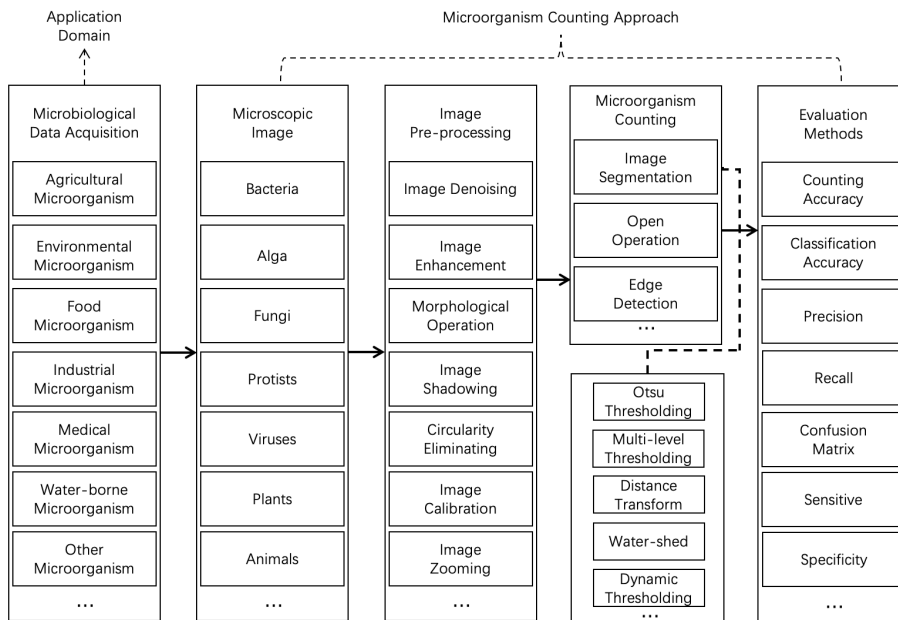 Application
Domain
Microorganism Counting Approach
Microbiological
Data Acquisition
Agricultural
Microorganism
Environmental
Microorganism
Food
Microorganism
Industrial
Microorganism
Medical
Microorganism
Water-borne
Microorganism
Other
Microorganism
...
Microscopic
Image
Bacteria
Alga
Fungi
Protists
Viruses
Plants
Animals
...
Image
Pre-processing
Image Denoising
Image
Enhancement
Morphological
Operation
Image
Shadowing
Circularity
Eliminating
Image
Calibration
Image
Zooming
...
Microorganism
Counting
Image
Segmentation
Open
Operation
Edge
Detection
...
Otsu
Thresholding
Multi-level
Thresholding
Distance
Transform
Water-shed
Dynamic
Thresholding
...
Evaluation
Methods
Counting
Accuracy
Classification
Accuracy
Precision
Recall
Confusion
Matrix
Sensitive
Specificity
...